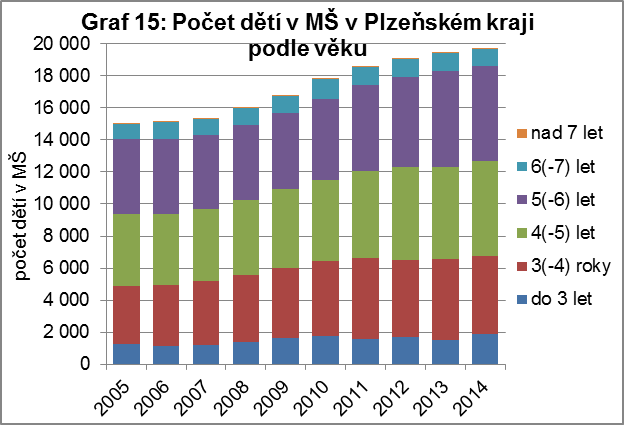 Graf 15: Počet dětí v MŠ v Plzeňském kraji
podle věku
počet dětí v MŠ
20 000
18 000
16 000
14 000
12 000
10 000
8 000
6 000
4 000
2 000
0
2005
2006
2007
2008
2009
2010
2011
2012
2013
2014
nad 7 let
6(-7) let
5(-6) let
4(-5) let
3(-4) roky
do 3 let